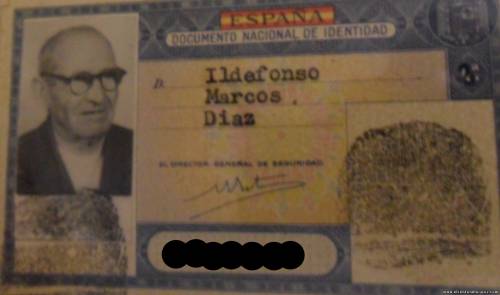 ESPAÑA
DOCUMENTO NACIONAL DE IDENTIDAD
D.
Ildefonso
Marcos
Diaz
EL DIRECTOR GENERAL DE SEGURIDAD